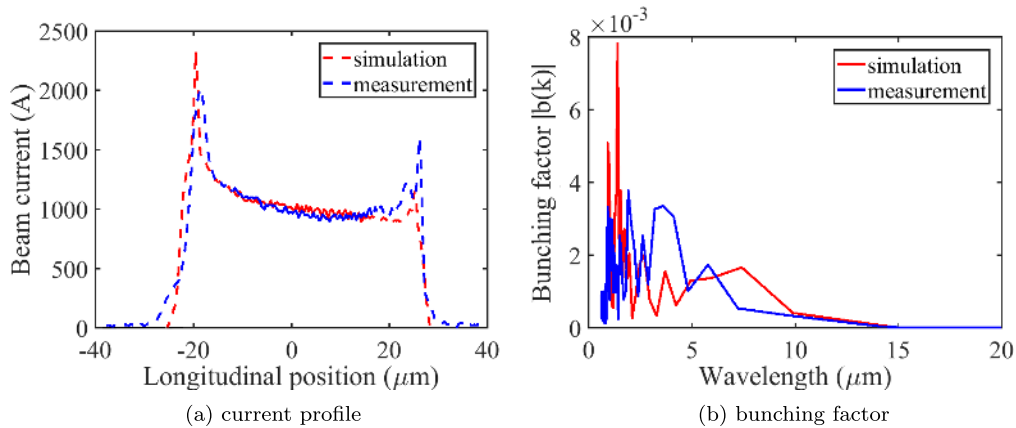 2500
2000
1500
1000
500
0
Beam current (A)
simulation
measurement
-40
-20
0
20
40
Longitudinal position (μm)
(a) current profile
×10⁻³
8
6
4
2
0
Bunching factor |b(k)|
simulation
measurement
0
5
10
15
20
Wavelength (μm)
(b) bunching factor